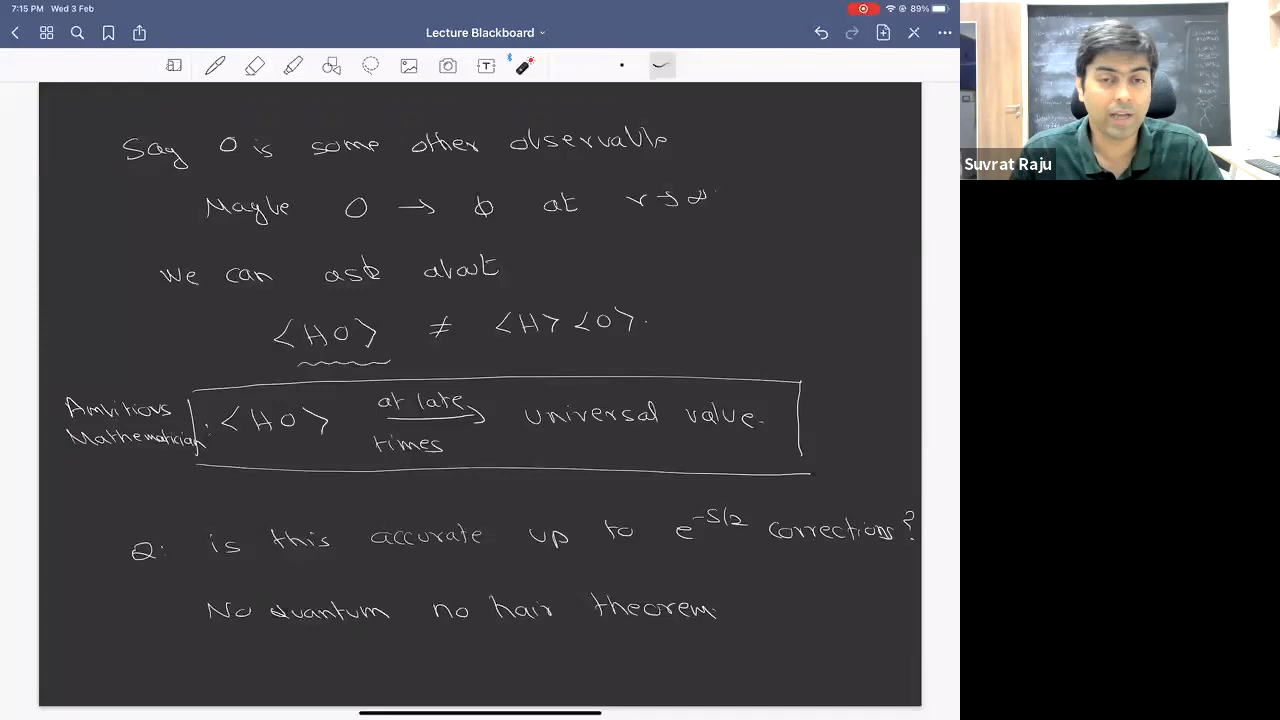 7:15 PM Wed 3 Feb
89%
Lecture Blackboard
Say O is some other observable
Maybe O → φ at r → ∞.
We can ask about
<HO> ≠ <H> <O>.
Ambitious Mathematician: <HO> at late times → universal value.
Q: is this accurate up to e^{-S/2} corrections?
No quantum no hair theorem.
Suvrat Raju